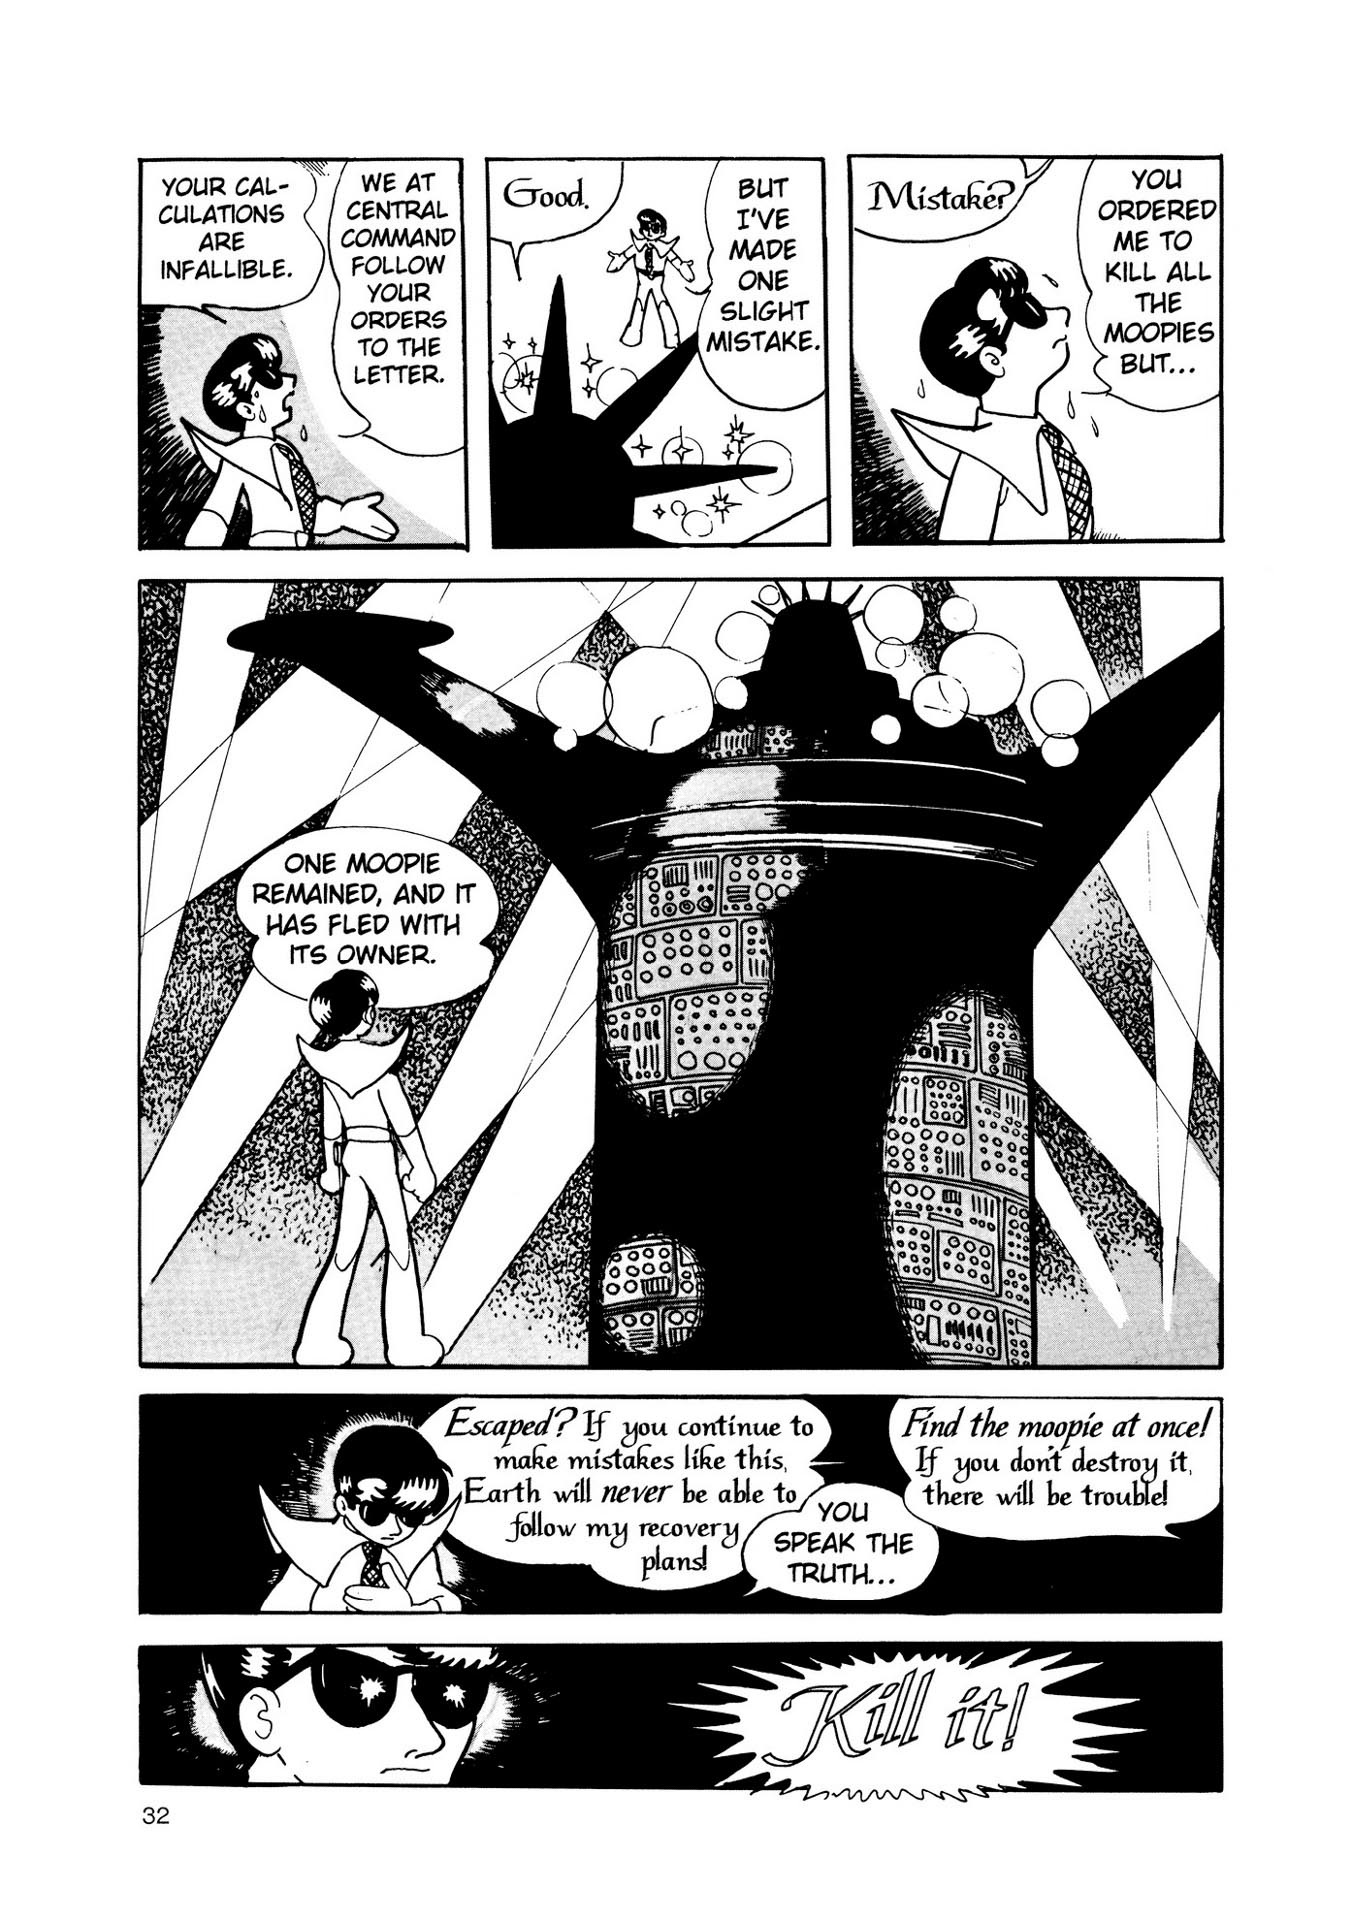 YOUR CAL-
CULATIONS
ARE
INFALLIBLE.
WE AT
CENTRAL
COMMAND
FOLLOW
YOUR
ORDERS
TO THE
LETTER.
Good.
BUT
I'VE
MADE
ONE
SLIGHT
MISTAKE.
Mistake?
YOU
ORDERED
ME TO
KILL ALL
THE
MOOPIES
BUT...
ONE MOOPIE
REMAINED, AND IT
HAS FLED WITH
ITS OWNER.
Escaped? If you continue to
make mistakes like this,
Earth will never be able to
follow my recovery
plans!
YOU
SPEAK THE
TRUTH...
Find the moopie at once!
If you don't destroy it,
there will be trouble!
Kill it!
32